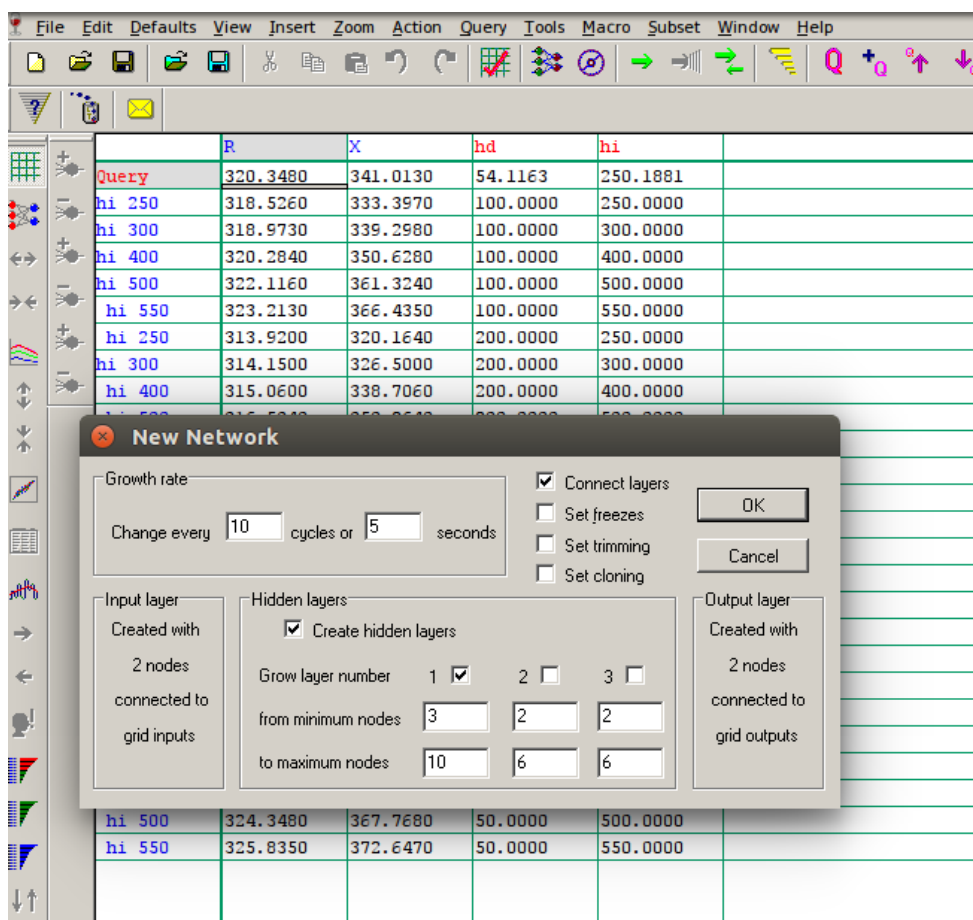 File Edit Defaults View Insert Zoom Action Query Tools Macro Subset Window Help
R X hd hi
Query 320.3480 341.0130 54.1163 250.1881
hi 250 318.5260 333.3970 100.0000 250.0000
hi 300 318.9730 339.2980 100.0000 300.0000
hi 400 320.2840 350.6280 100.0000 400.0000
hi 500 322.1160 361.3240 100.0000 500.0000
hi 550 323.2130 366.4350 100.0000 550.0000
hi 250 313.9200 320.1640 200.0000 250.0000
hi 300 314.1500 326.5000 200.0000 300.0000
hi 400 315.0600 338.7060 200.0000 400.0000
New Network
Growth rate
Change every 10 cycles or 5 seconds
Connect layers
Set freezes
Set trimming
Set cloning
OK
Cancel
Input layer
Created with
2 nodes
connected to
grid inputs
Hidden layers
Create hidden layers
Grow layer number 1 2 3
from minimum nodes 3 2 2
to maximum nodes 10 6 6
Output layer
Created with
2 nodes
connected to
grid outputs
hi 500 324.3480 367.7680 50.0000 500.0000
hi 550 325.8350 372.6470 50.0000 550.0000